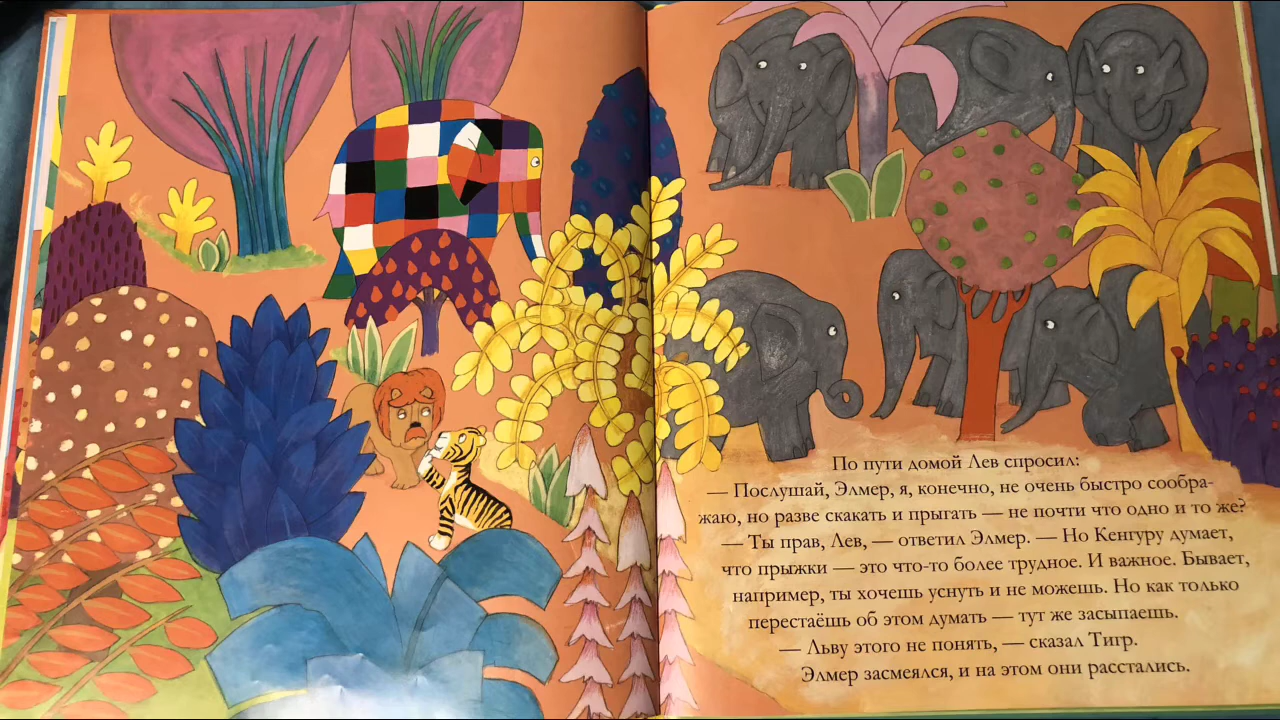 По пути домой Лев спросил:
— Послушай, Элмер, я, конечно, не очень быстро сообра-
жаю, но разве скакать и прыгать — не почти что одно и то же?
— Ты прав, Лев, — ответил Элмер. — Но Кенгуру думает,
что прыжки — это что-то более трудное. И важное. Бывает,
например, ты хочешь уснуть и не можешь. Но как только
перестаёшь об этом думать — тут же засыпаешь.
— Льву этого не понять, — сказал Тигр.
Элмер засмеялся, и на этом они расстались.